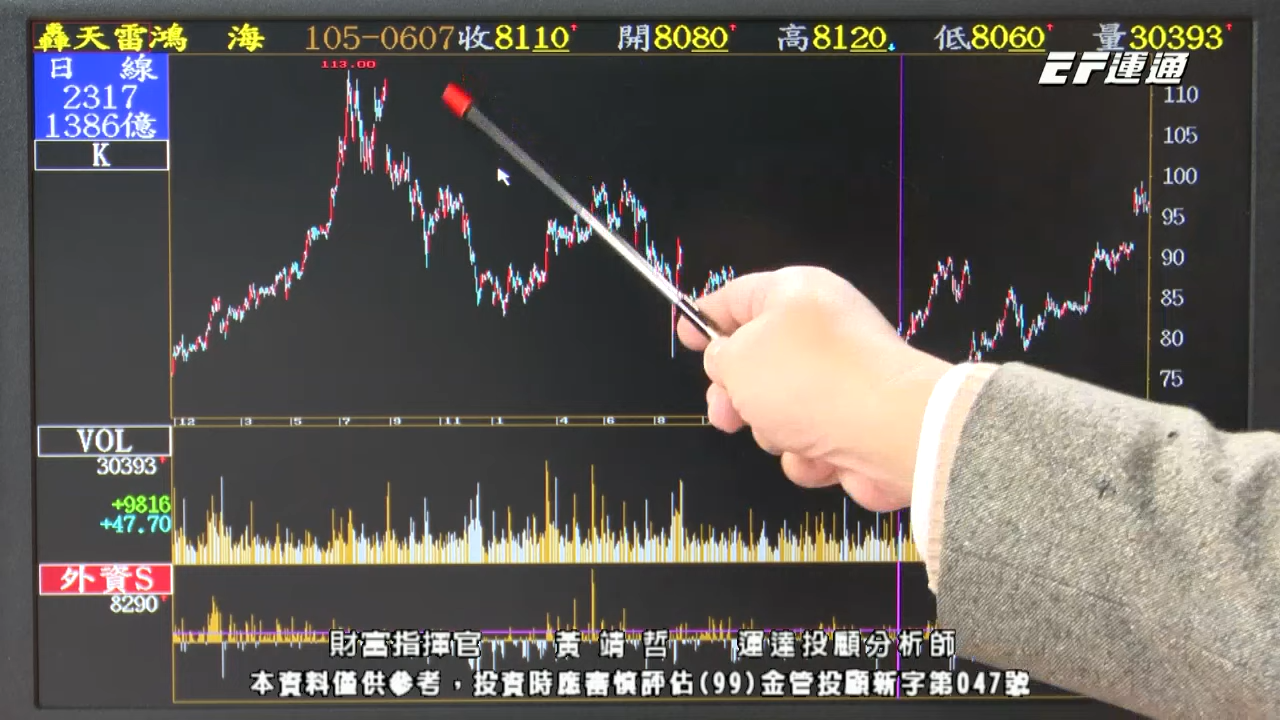 轟天雷鴻 海 105-0607收8110↑ 開8080↑ 高8120↓ 低8060↑ 量30393↑
EF運通
日 線
2317
1386億
K
113.00
110
105
100
95
90
85
80
75
12 3 5 7 9 11 1 4 6 8
VOL
30393↑
+9816
+47.70
外資S
8290↑
財富指揮官 黃靖哲 運達投顧分析師
本資料僅供參考，投資時應審慎評估(99)金管投顧新字第047號